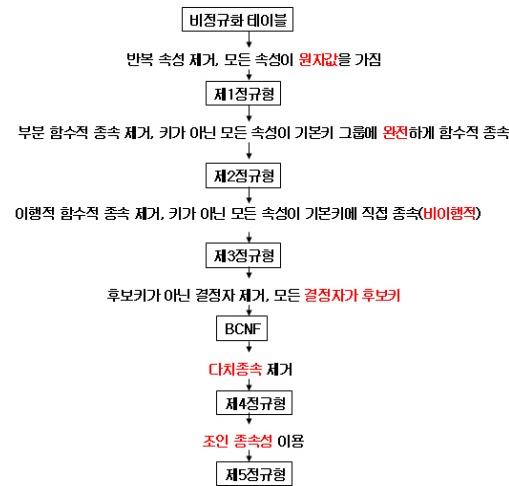 비정규화 테이블
반복 속성 제거, 모든 속성이 원자값을 가짐
제1정규형
부분 함수적 종속 제거, 키가 아닌 모든 속성이 기본키 그룹에 완전하게 함수적 종속
제2정규형
이행적 함수적 종속 제거, 키가 아닌 모든 속성이 기본키에 직접 종속(비이행적)
제3정규형
후보키가 아닌 결정자 제거, 모든 결정자가 후보키
BCNF
다치종속 제거
제4정규형
조인 종속성 이용
제5정규형